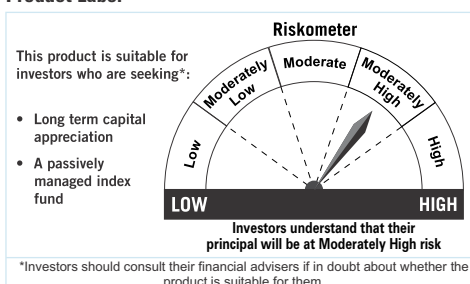 Product Label
Riskometer
This product is suitable for
investors who are seeking*:
• Long term capital
appreciation
• A passively
managed index
fund
Low
Moderately
Low
Moderate
Moderately
High
High
LOW
HIGH
Investors understand that their
principal will be at Moderately High risk
*Investors should consult their financial advisers if in doubt about whether the
product is suitable for them